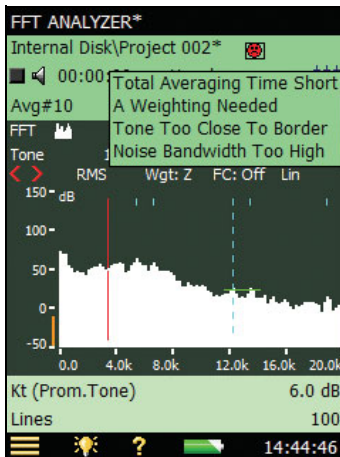 FFT ANALYZER*
Internal Disk\Project 002*
00:00:
Total Averaging Time Short
A Weighting Needed
Tone Too Close To Border
Noise Bandwidth Too High
Avg#10
FFT
Tone 1
< > RMS Wgt: Z FC: Off Lin
150 dB
100
50
0
-50
0.0 4.0k 8.0k 12.0k 16.0k 20.0k
Kt (Prom.Tone) 6.0 dB
Lines 100
? 14:44:46